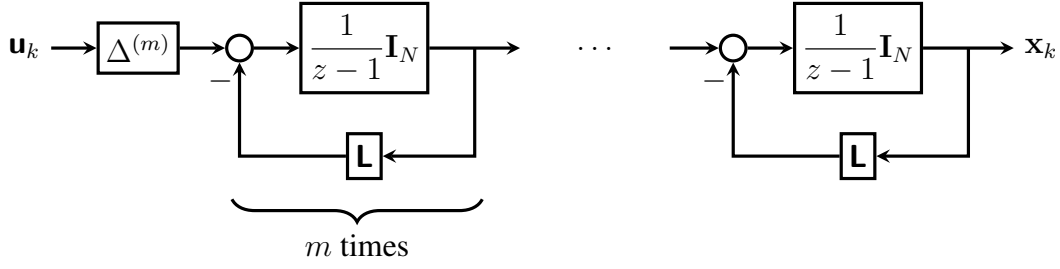 𝐮_k Δ^(m) 1/(z − 1) 𝐈_N ··· 1/(z − 1) 𝐈_N 𝐱_k
− −
𝐋 𝐋
m times